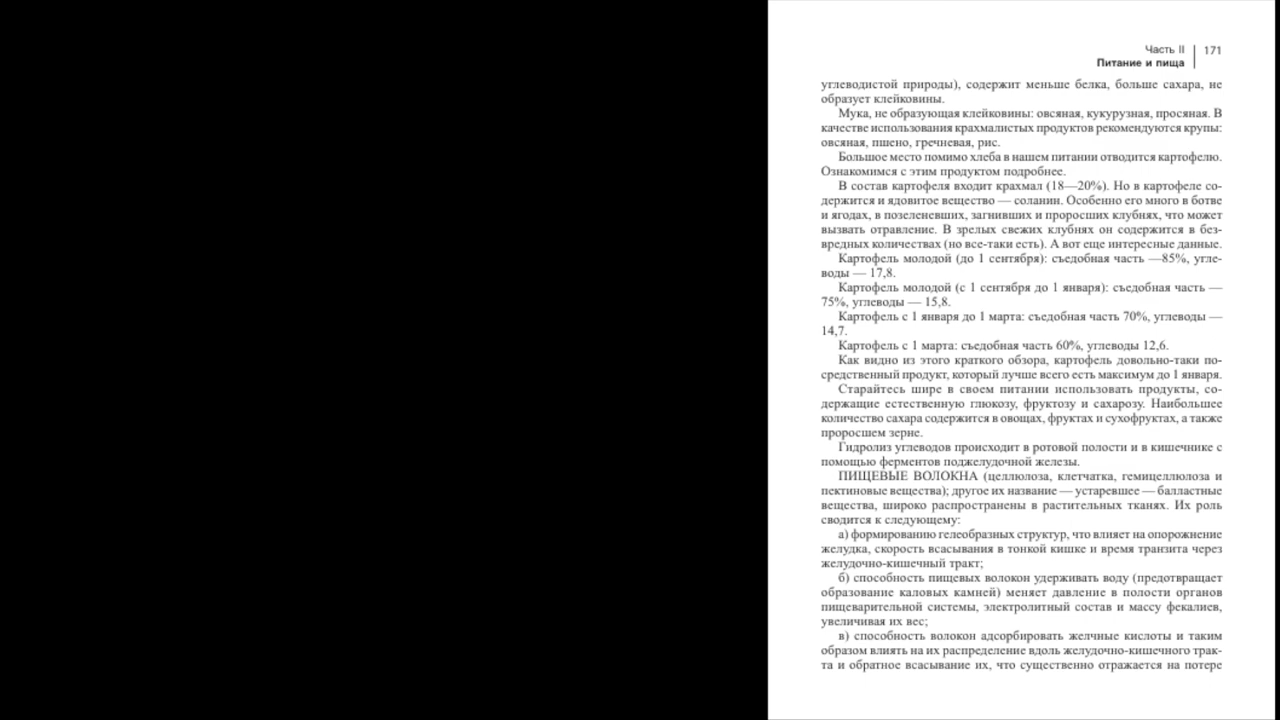 Часть II | 171
Питание и пища
углеводистой природы), содержит меньше белка, больше сахара, не
образует клейковины.
Мука, не образующая клейковины: овсяная, кукурузная, просяная. В
качестве использования крахмалистых продуктов рекомендуются крупы:
овсяная, пшено, гречневая, рис.
Большое место помимо хлеба в нашем питании отводится картофелю.
Ознакомимся с этим продуктом подробнее.
В состав картофеля входит крахмал (18—20%). Но в картофеле со-
держится и ядовитое вещество — соланин. Особенно его много в ботве
и ягодах, в позеленевших, загнивших и проросших клубнях, что может
вызвать отравление. В зрелых свежих клубнях он содержится в без-
вредных количествах (но все-таки есть). А вот еще интересные данные.
Картофель молодой (до 1 сентября): съедобная часть —85%, угле-
воды — 17,8.
Картофель молодой (с 1 сентября до 1 января): съедобная часть —
75%, углеводы — 15,8.
Картофель с 1 января до 1 марта: съедобная часть 70%, углеводы —
14,7.
Картофель с 1 марта: съедобная часть 60%, углеводы 12,6.
Как видно из этого краткого обзора, картофель довольно-таки по-
средственный продукт, который лучше всего есть максимум до 1 января.
Старайтесь шире в своем питании использовать продукты, со-
держащие естественную глюкозу, фруктозу и сахарозу. Наибольшее
количество сахара содержится в овощах, фруктах и сухофруктах, а также
проросшем зерне.
Гидролиз углеводов происходит в ротовой полости и в кишечнике с
помощью ферментов поджелудочной железы.
ПИЩЕВЫЕ ВОЛОКНА (целлюлоза, клетчатка, гемицеллюлоза и
пектиновые вещества); другое их название — устаревшее — балластные
вещества, широко распространены в растительных тканях. Их роль
сводится к следующему:
а) формированию гелеобразных структур, что влияет на опорожнение
желудка, скорость всасывания в тонкой кишке и время транзита через
желудочно-кишечный тракт;
б) способность пищевых волокон удерживать воду (предотвращает
образование каловых камней) меняет давление в полости органов
пищеварительной системы, электролитный состав и массу фекалиев,
увеличивая их вес;
в) способность волокон адсорбировать желчные кислоты и таким
образом влиять на их распределение вдоль желудочно-кишечного трак-
та и обратное всасывание их, что существенно отражается на потере